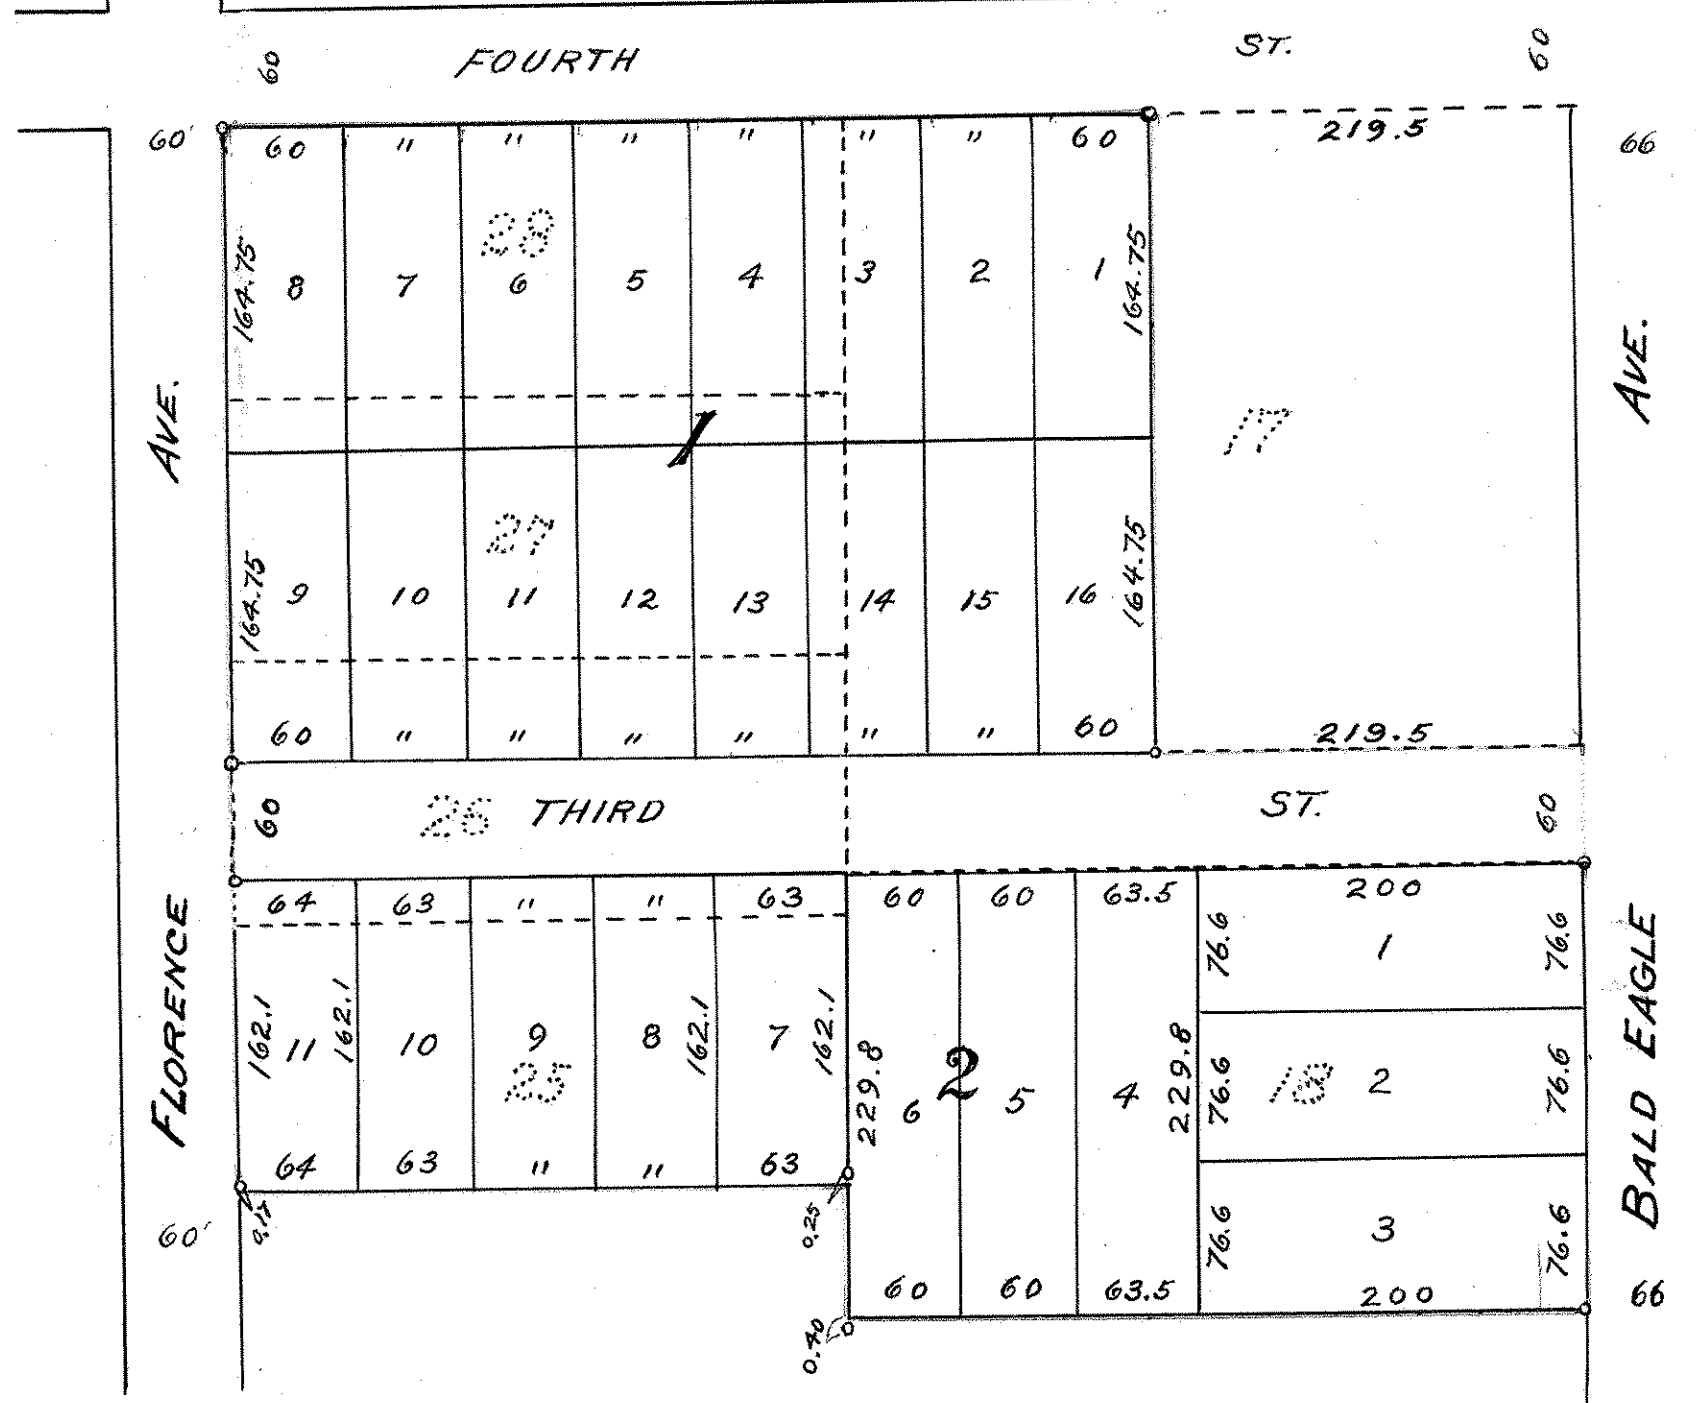 60 FOURTH ST. 60
60' 60 " " " " " " 60 219.5 66
28
164.75 8 7 6 5 4 3 2 1 164.75
AVE. 1 17 AVE.
27
164.75 9 10 11 12 13 14 15 16 164.75
60 " " " " " " 60 219.5
60 26 THIRD ST. 60
64 63 " " 63 60 60 63.5 200
76.6 1 76.6
FLORENCE BALD EAGLE
162.1 11 162.1 10 9 8 162.1 7 162.1
25
229.8 6 2 5 4 229.8 76.6 18 2 76.6
64 63 " " 63
60' 0.17 0.25 76.6 3 76.6
60 60 63.5 200 66
0.40